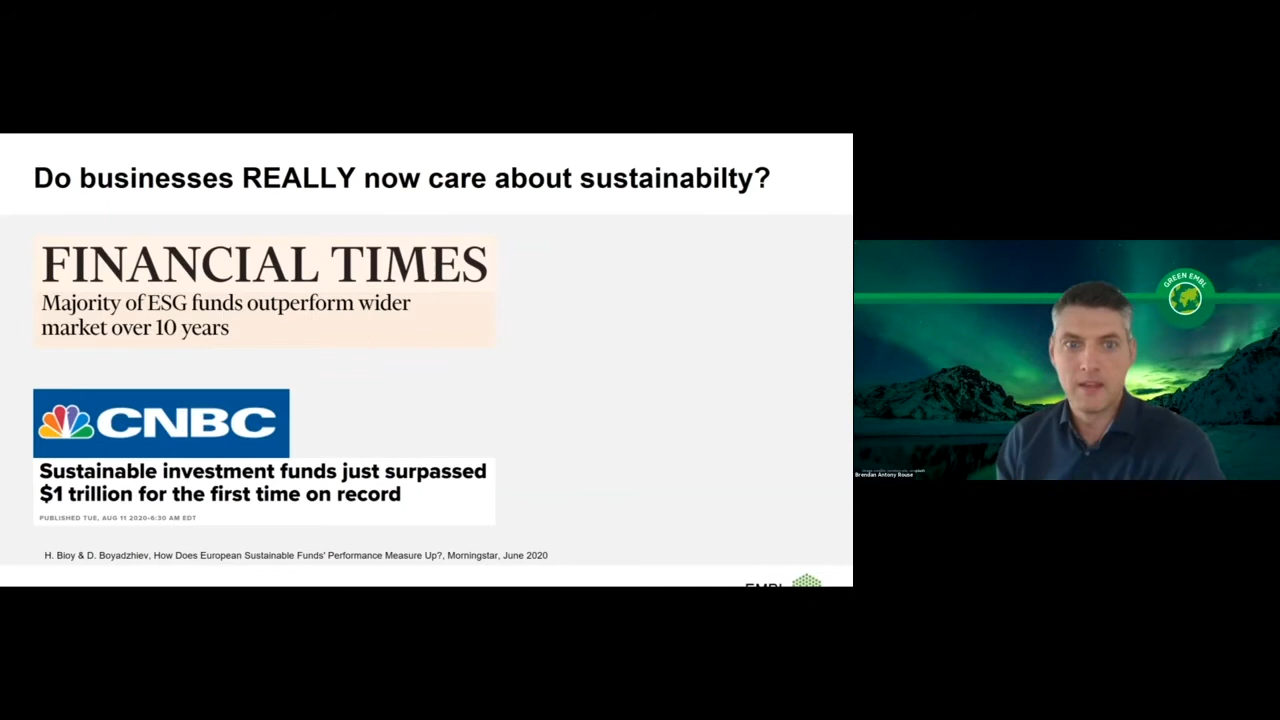 Do businesses REALLY now care about sustainabilty?
FINANCIAL TIMES
Majority of ESG funds outperform wider
market over 10 years
CNBC
Sustainable investment funds just surpassed
$1 trillion for the first time on record
PUBLISHED TUE, AUG 11 2020•6:30 AM EDT
H. Bioy & D. Boyadzhiev, How Does European Sustainable Funds' Performance Measure Up?, Morningstar, June 2020
EMBL
GREEN EMBL
Brendan Antony Rouse